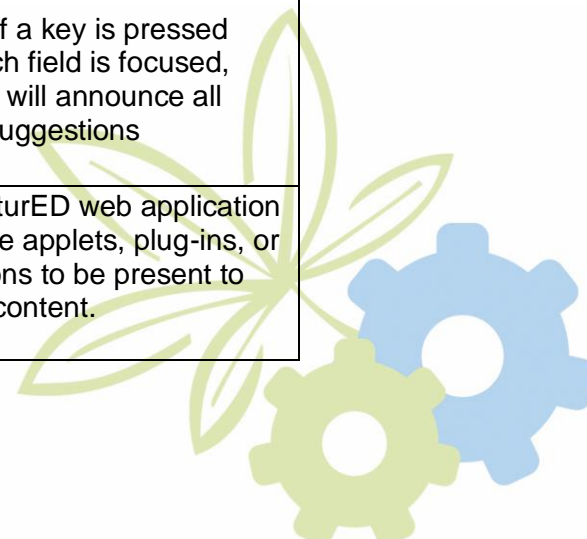 f a key is pressed
ch field is focused,
will announce all
uggestions
turED web application
e applets, plug-ins, or
ons to be present to
content.